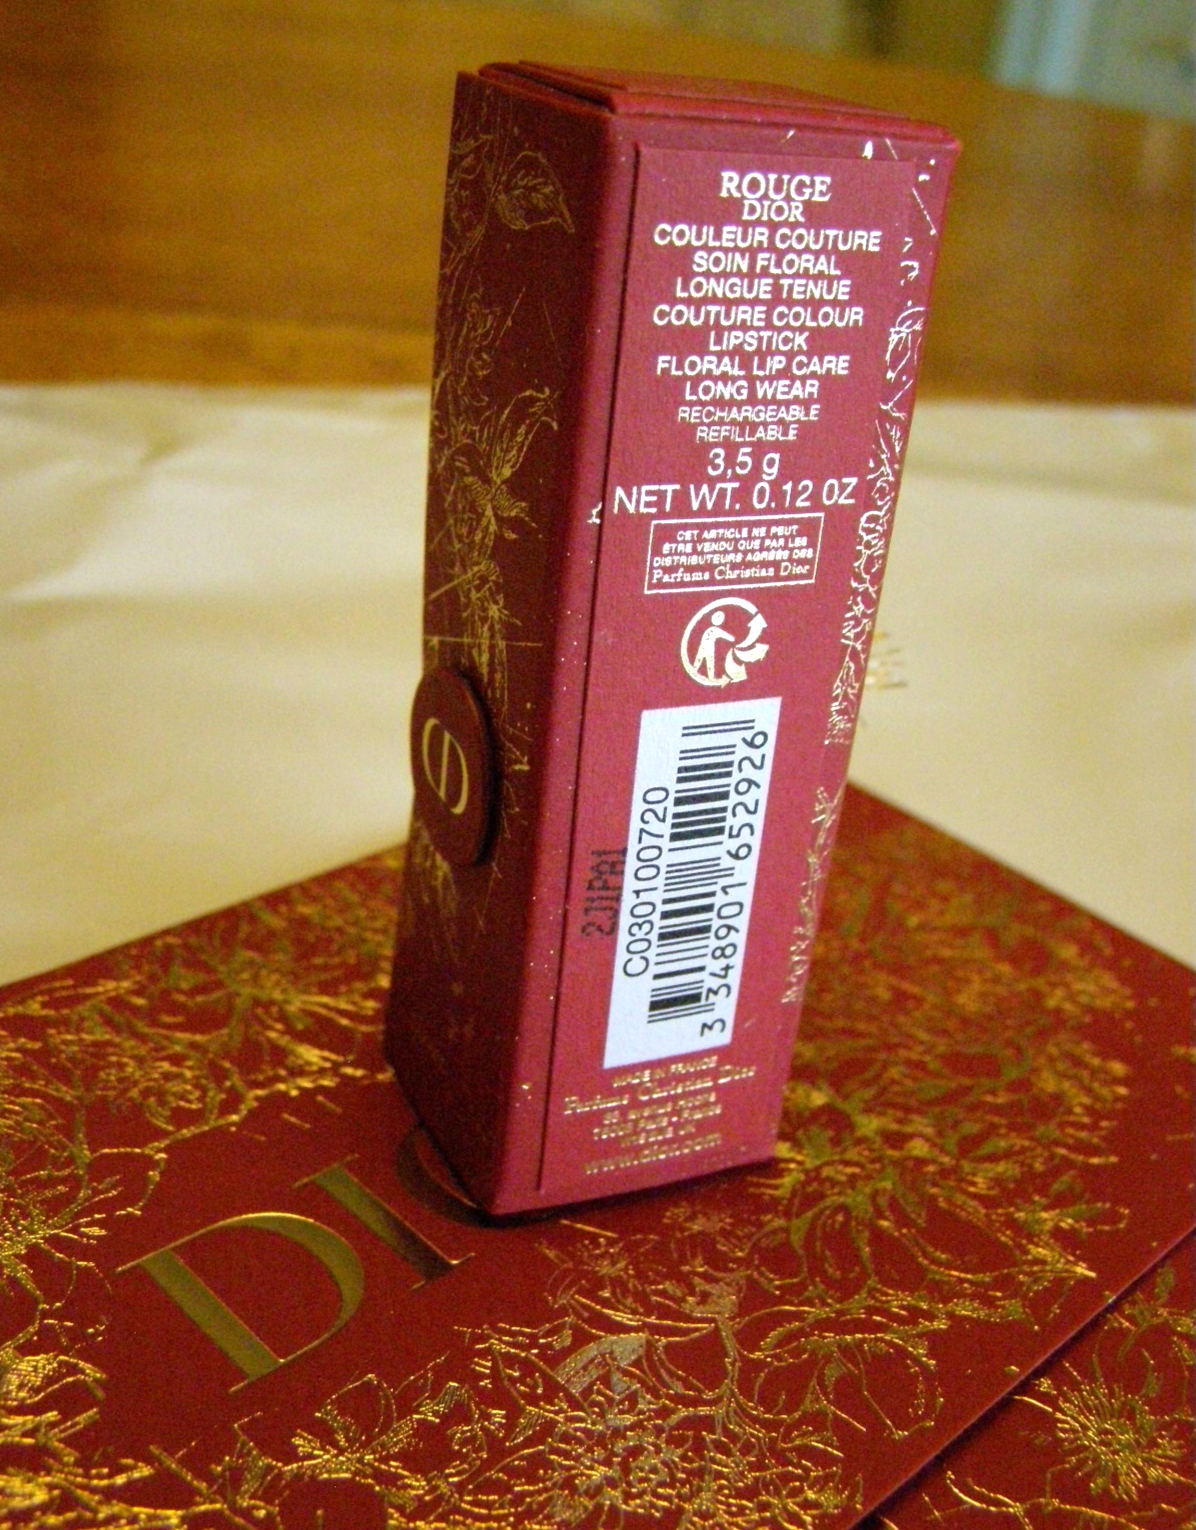 ROUGE
DIOR
COULEUR COUTURE
SOIN FLORAL
LONGUE TENUE
COUTURE COLOUR
LIPSTICK
FLORAL LIP CARE
LONG WEAR
RECHARGEABLE
REFILLABLE
3,5 g
NET WT. 0.12 OZ
CET ARTICLE NE PEUT
ÊTRE VENDU QUE PAR LES
DISTRIBUTEURS AGRÉÉS DES
Parfums Christian Dior
2J1PA1
C030100720
3 348901 652926
MADE IN FRANCE
Parfums Christian Dior
www.dior.com
DI